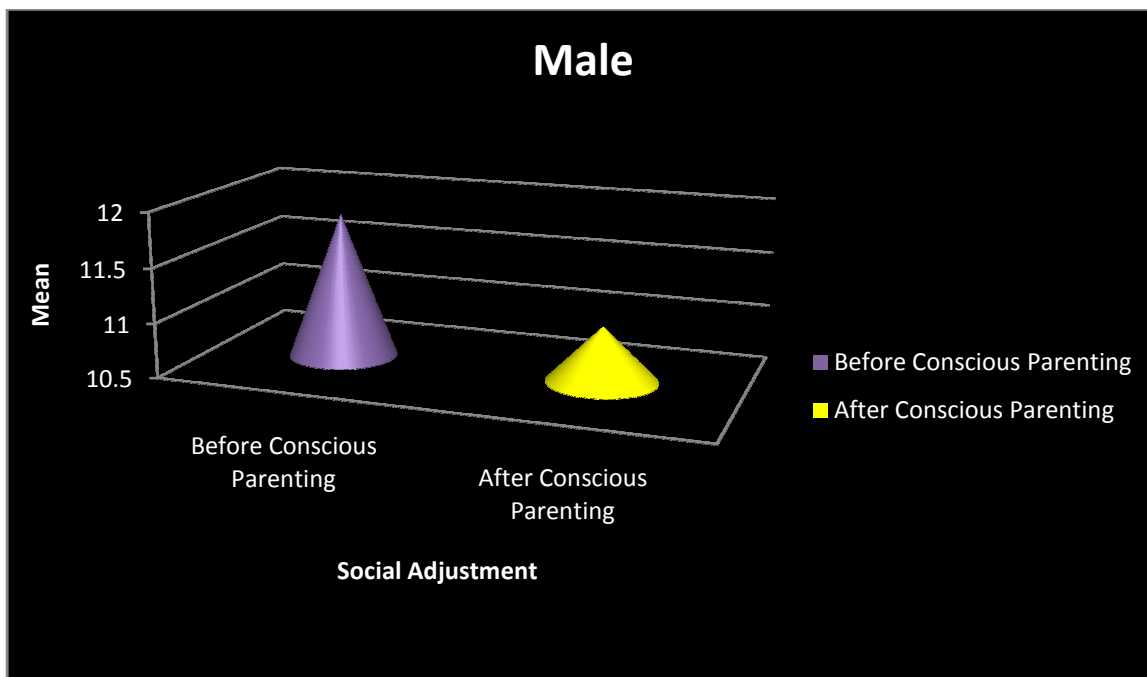 Male
12
11.5
11
10.5
Mean
Before Conscious
Parenting
After Conscious
Parenting
Social Adjustment
Before Conscious Parenting
After Conscious Parenting